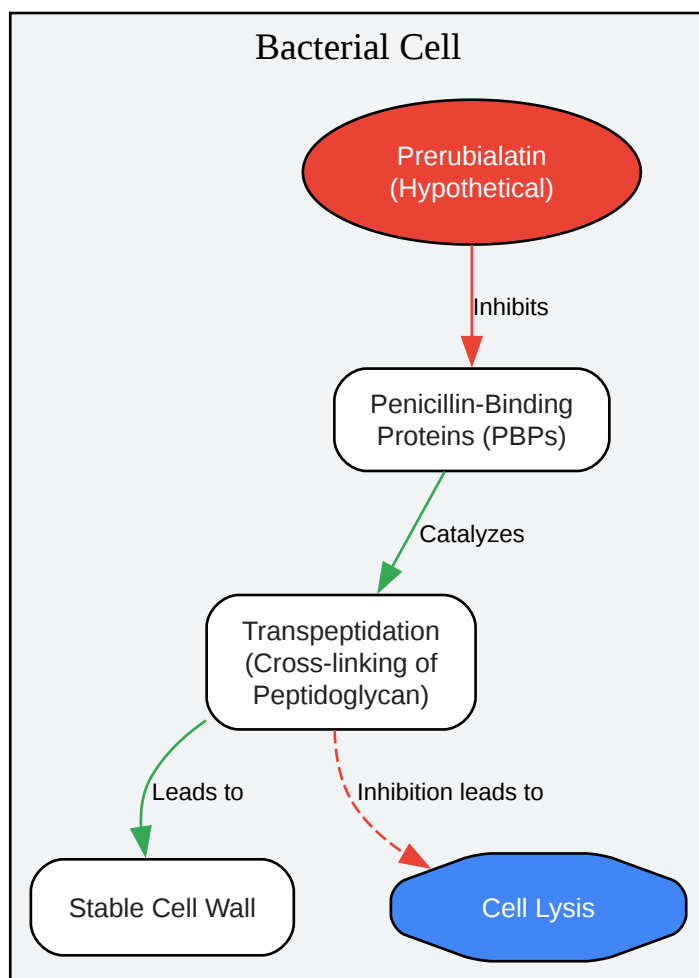 Bacterial Cell
Prerubialatin
(Hypothetical)
Inhibits
Penicillin-Binding
Proteins (PBPs)
Catalyzes
Transpeptidation
(Cross-linking of
Peptidoglycan)
Leads to
Inhibition leads to
Stable Cell Wall
Cell Lysis